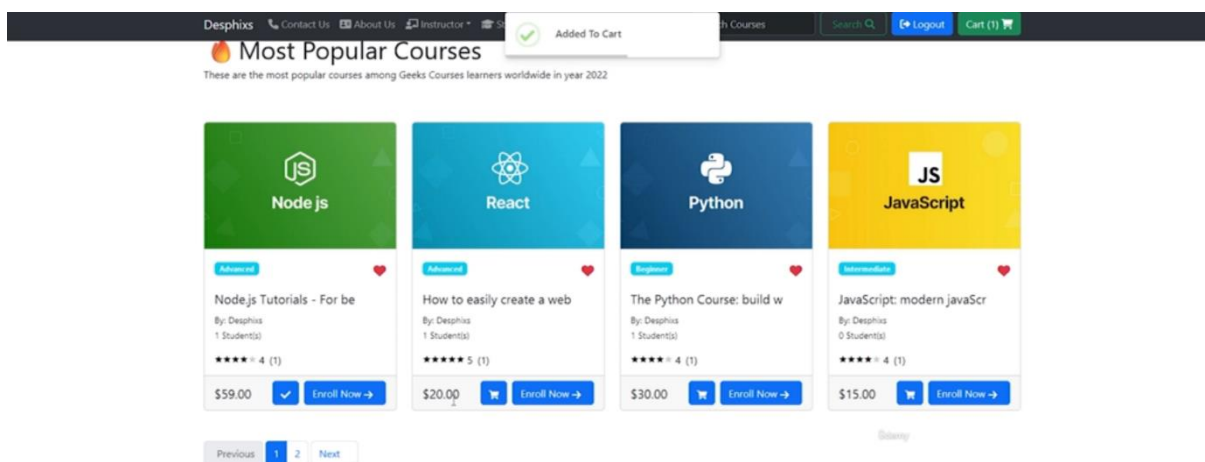 Desphixs Contact Us About Us Instructor Added To Cart Courses Search Logout Cart (1)
Most Popular Courses
These are the most popular courses among Geeks Courses learners worldwide in year 2022
JS JS
Node js React Python JavaScript
Advanced Advanced Beginner Intermediate
Node.js Tutorials - For be How to easily create a web The Python Course: build w JavaScript: modern javaScr
By: Desphixs By: Desphixs By: Desphixs By: Desphixs
1 Student(s) 1 Student(s) 1 Student(s) 0 Student(s)
★★★★★ 4 (1) ★★★★★ 5 (1) ★★★★★ 4 (1) ★★★★★ 4 (1)
$59.00 Enroll Now → $20.00 Enroll Now → $30.00 Enroll Now → $15.00 Enroll Now →
Udemy
Previous 1 2 Next